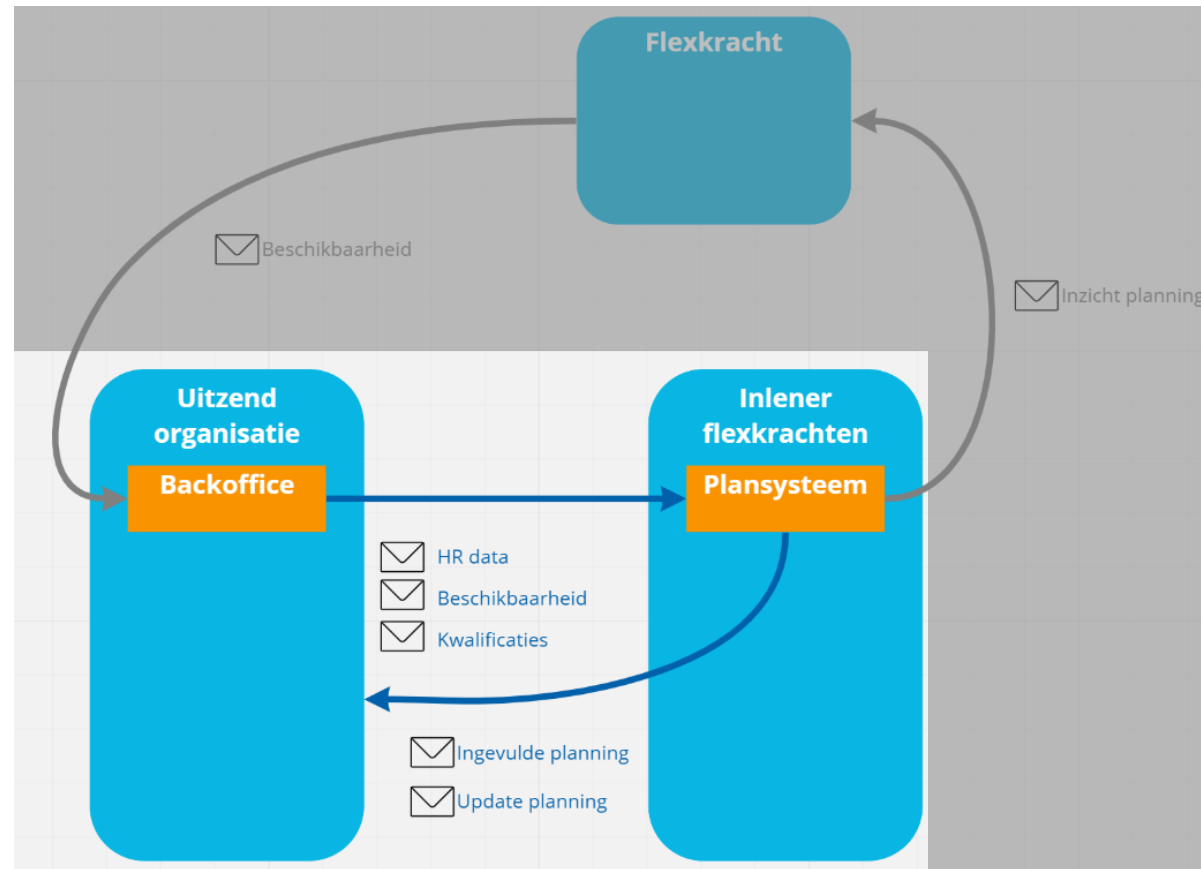 Flexkracht
Beschikbaarheid
Inzicht planning
Uitzend
organisatie
Backoffice
Inlener
flexkrachten
Plansysteem
HR data
Beschikbaarheid
Kwalificaties
Ingevulde planning
Update planning